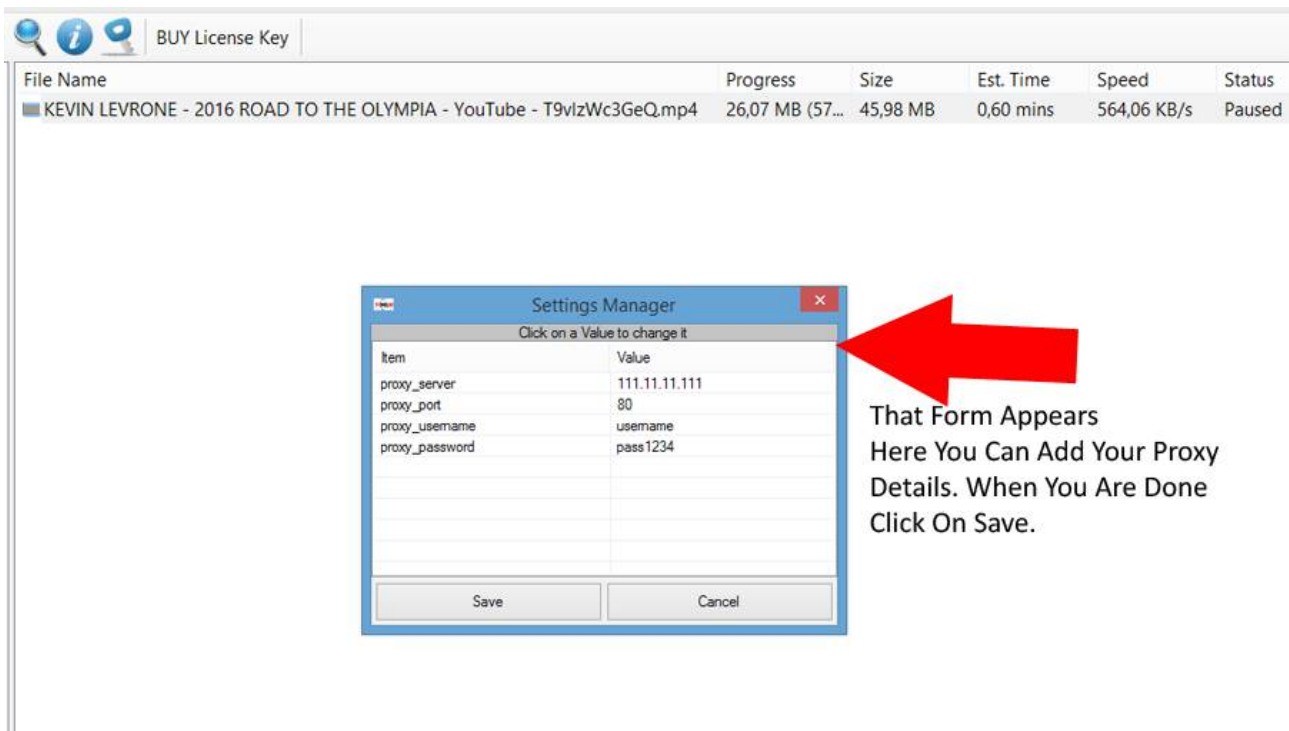 BUY License Key
File Name Progress Size Est. Time Speed Status
KEVIN LEVRONE - 2016 ROAD TO THE OLYMPIA - YouTube - T9vIzWc3GeQ.mp4 26,07 MB (57... 45,98 MB 0,60 mins 564,06 KB/s Paused
Settings Manager
Click on a Value to change it
Item Value
proxy_server 111.11.11.111
proxy_port 80
proxy_username username
proxy_password pass1234
Save Cancel
That Form Appears
Here You Can Add Your Proxy
Details. When You Are Done
Click On Save.